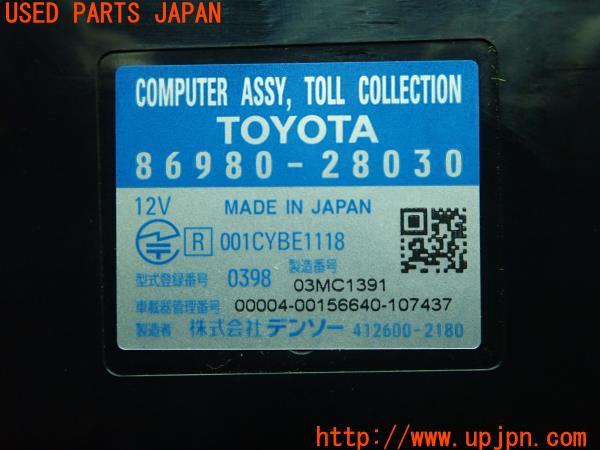 USED PARTS JAPAN
COMPUTER ASSY, TOLL COLLECTION
TOYOTA
86980-28030
12V MADE IN JAPAN
R 001CYBE1118
型式登録番号 0398 製造番号 03MC1391
車載器管理番号 00004-00156640-107437
製造者 株式会社デンソー 412600-2180
http://www.upjpn.com